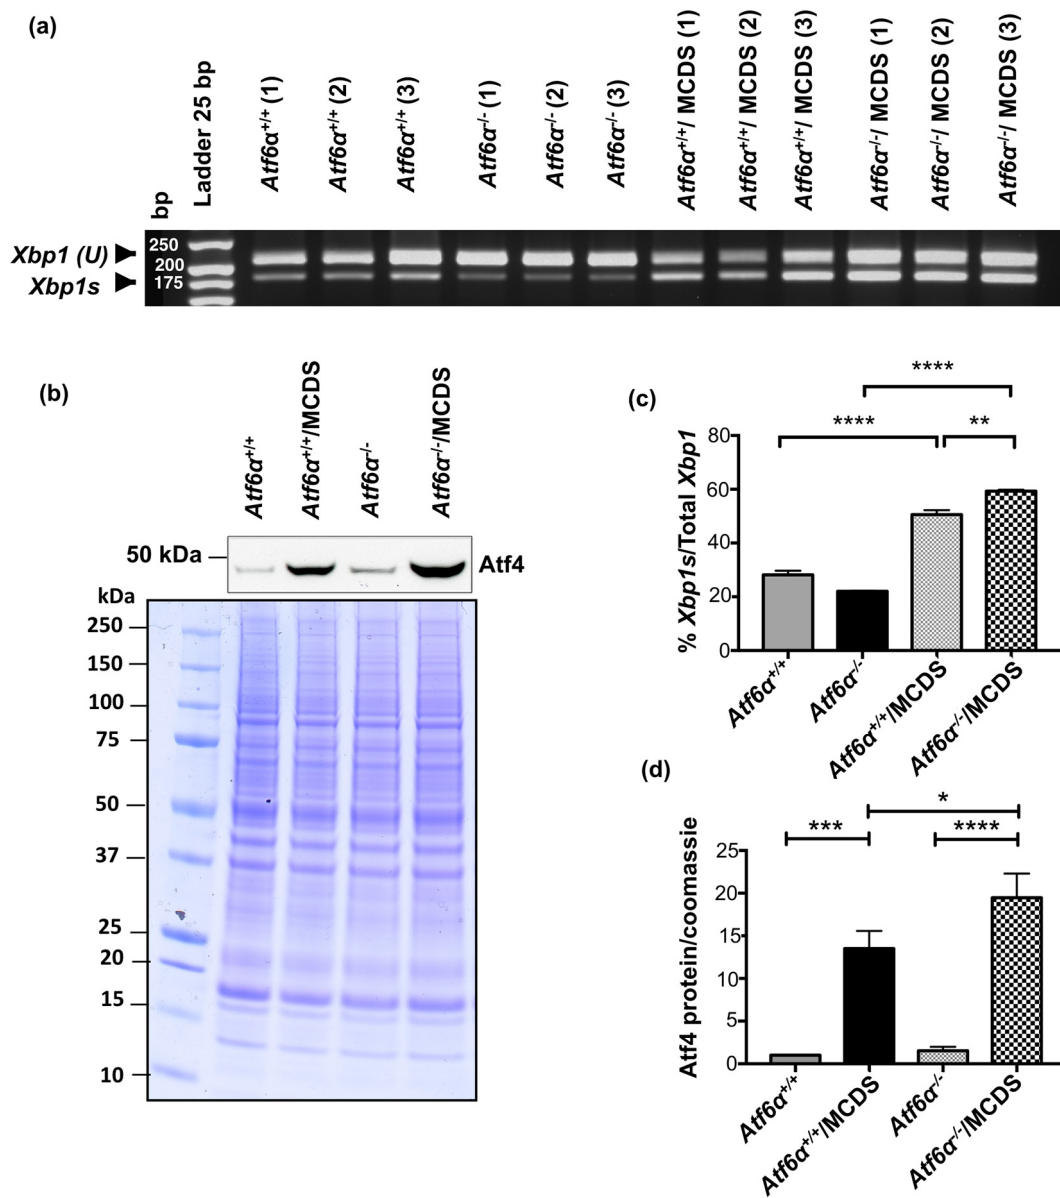 (a)
Ladder 25 bp
bp
Atf6α+/+ (1)
Atf6α+/+ (2)
Atf6α+/+ (3)
Atf6α-/- (1)
Atf6α-/- (2)
Atf6α-/- (3)
Atf6α+/+/ MCDS (1)
Atf6α+/+/ MCDS (2)
Atf6α+/+/ MCDS (3)
Atf6α-/-/ MCDS (1)
Atf6α-/-/ MCDS (2)
Atf6α-/-/ MCDS (3)
Xbp1 (U)
Xbp1s
250
200
175
(b)
Atf6α+/+
Atf6α+/+/MCDS
Atf6α-/-
Atf6α-/-/MCDS
50 kDa
Atf4
kDa
250
150
100
75
50
37
25
20
15
10
(c)
****
****
**
% Xbp1s/Total Xbp1
80
60
40
20
0
Atf6α+/+
Atf6α-/-
Atf6α+/+/MCDS
Atf6α-/-/MCDS
(d)
*
***
****
Atf4 protein/coomassie
25
20
15
10
5
0
Atf6α+/+
Atf6α+/+/MCDS
Atf6α-/-
Atf6α-/-/MCDS